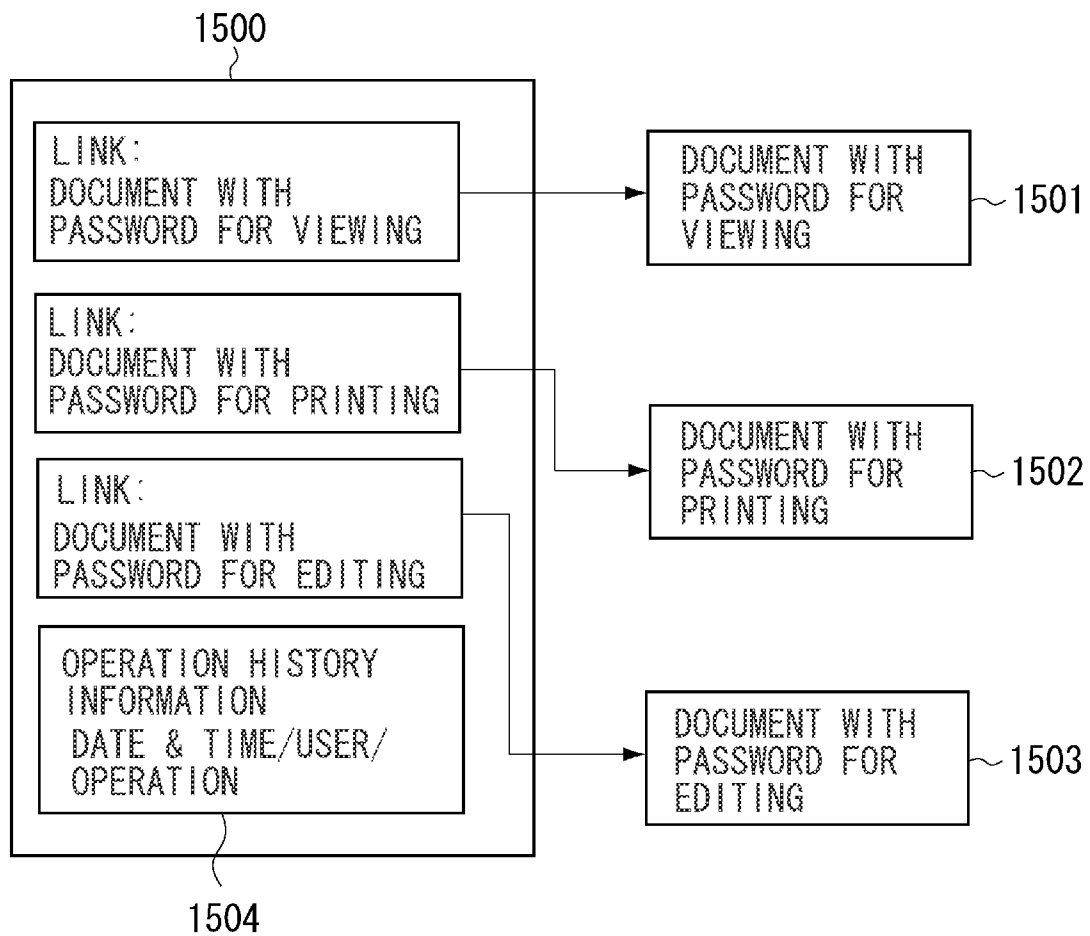 1500
LINK:
DOCUMENT WITH
PASSWORD FOR VIEWING
LINK:
DOCUMENT WITH
PASSWORD FOR PRINTING
LINK:
DOCUMENT WITH
PASSWORD FOR EDITING
OPERATION HISTORY
INFORMATION
DATE & TIME/USER/
OPERATION
1504
DOCUMENT WITH
PASSWORD FOR
VIEWING
1501
DOCUMENT WITH
PASSWORD FOR
PRINTING
1502
DOCUMENT WITH
PASSWORD FOR
EDITING
1503